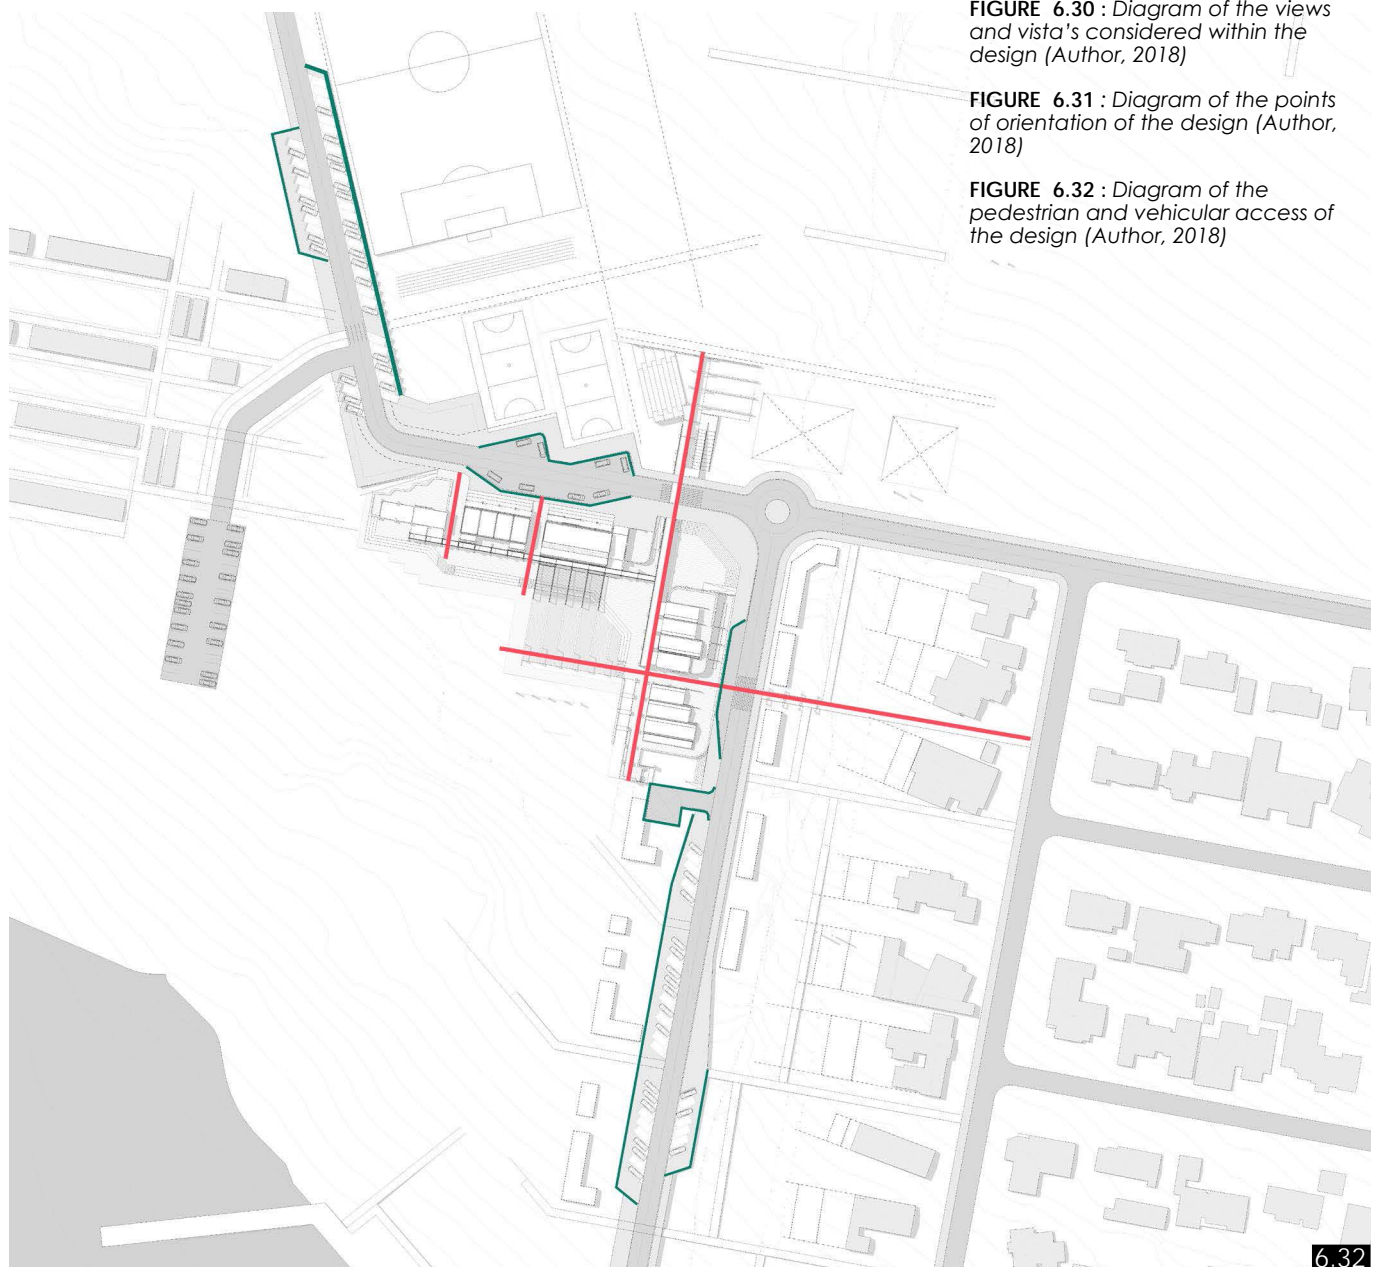 FIGURE 6.30 : Diagram of the views
and vista's considered within the
design (Author, 2018)
FIGURE 6.31 : Diagram of the points
of orientation of the design (Author,
2018)
FIGURE 6.32 : Diagram of the
pedestrian and vehicular access of
the design (Author, 2018)
6.32